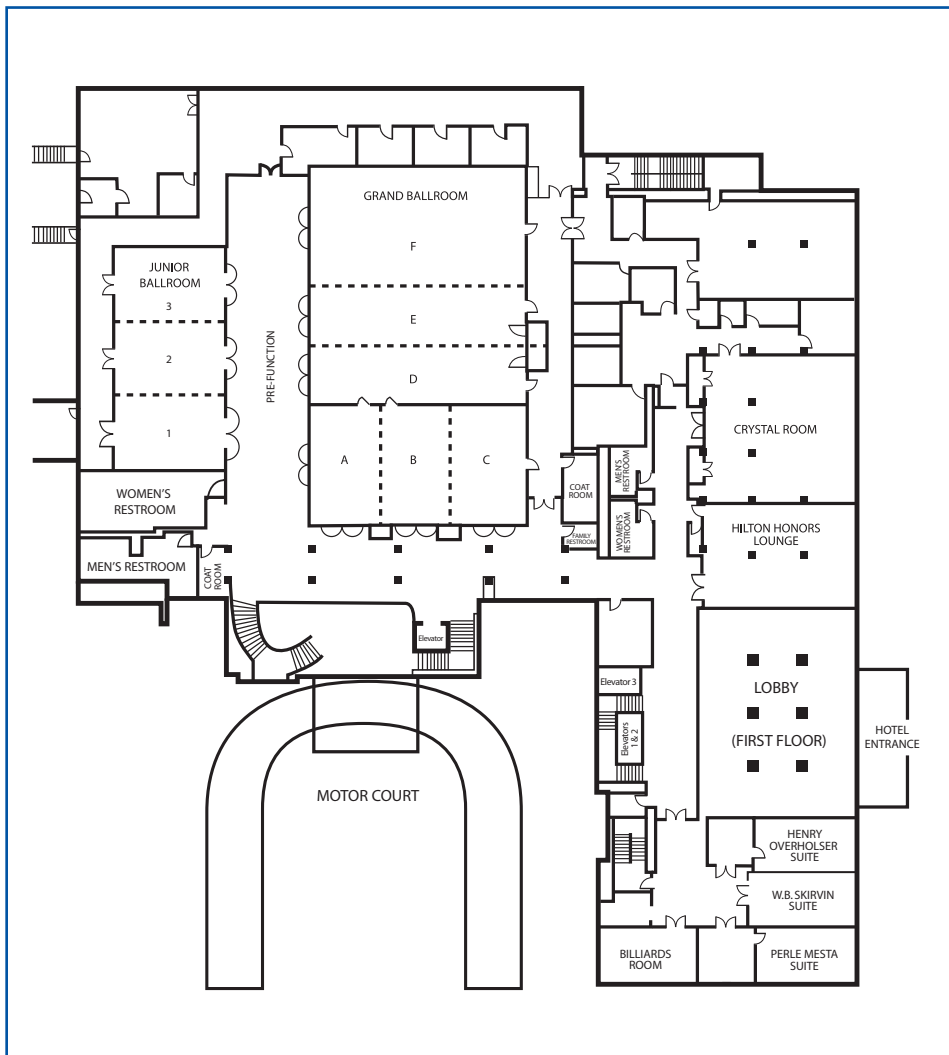 GRAND BALLROOM
F
E
D
A
B
C
JUNIOR
BALLROOM
3
2
1
PRE-FUNCTION
WOMEN'S
RESTROOM
MEN'S RESTROOM
COAT
ROOM
COAT
ROOM
FAMILY
RESTROOM
MEN'S
RESTROOM
WOMEN'S
RESTROOM
CRYSTAL ROOM
HILTON HONORS
LOUNGE
Elevator
Elevator 3
Elevators
1 & 2
LOBBY
(FIRST FLOOR)
HOTEL
ENTRANCE
MOTOR COURT
HENRY
OVERHOLSER
SUITE
W.B. SKIRVIN
SUITE
BILLIARDS
ROOM
PERLE MESTA
SUITE